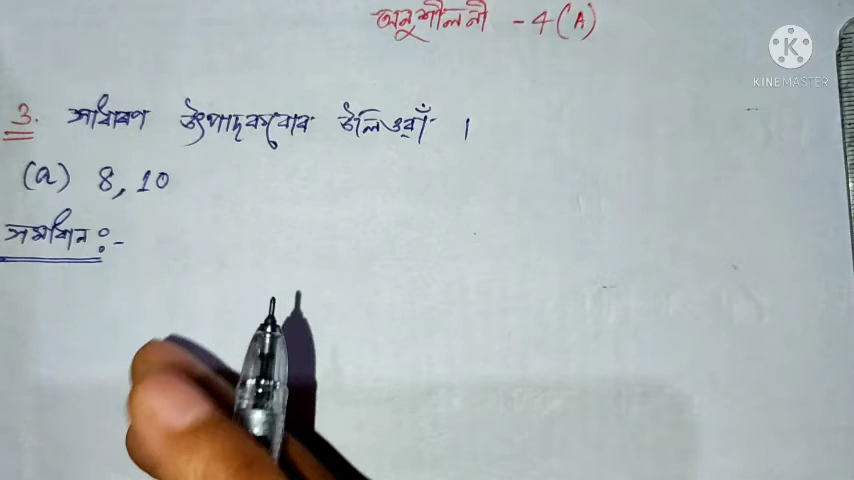 অনুশীলনী - 4 (A)
K
KINEMASTER
3. সাধাৰণ উৎপাদকবোৰ উলিওৱাঁ ।
(a) 8, 10
সমাধান :-